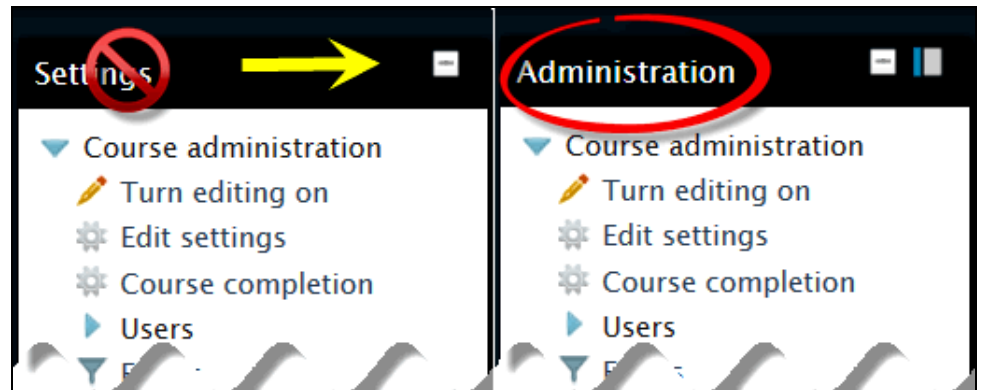 Settings
Course administration
Turn editing on
Edit settings
Course completion
Users
Administration
Course administration
Turn editing on
Edit settings
Course completion
Users